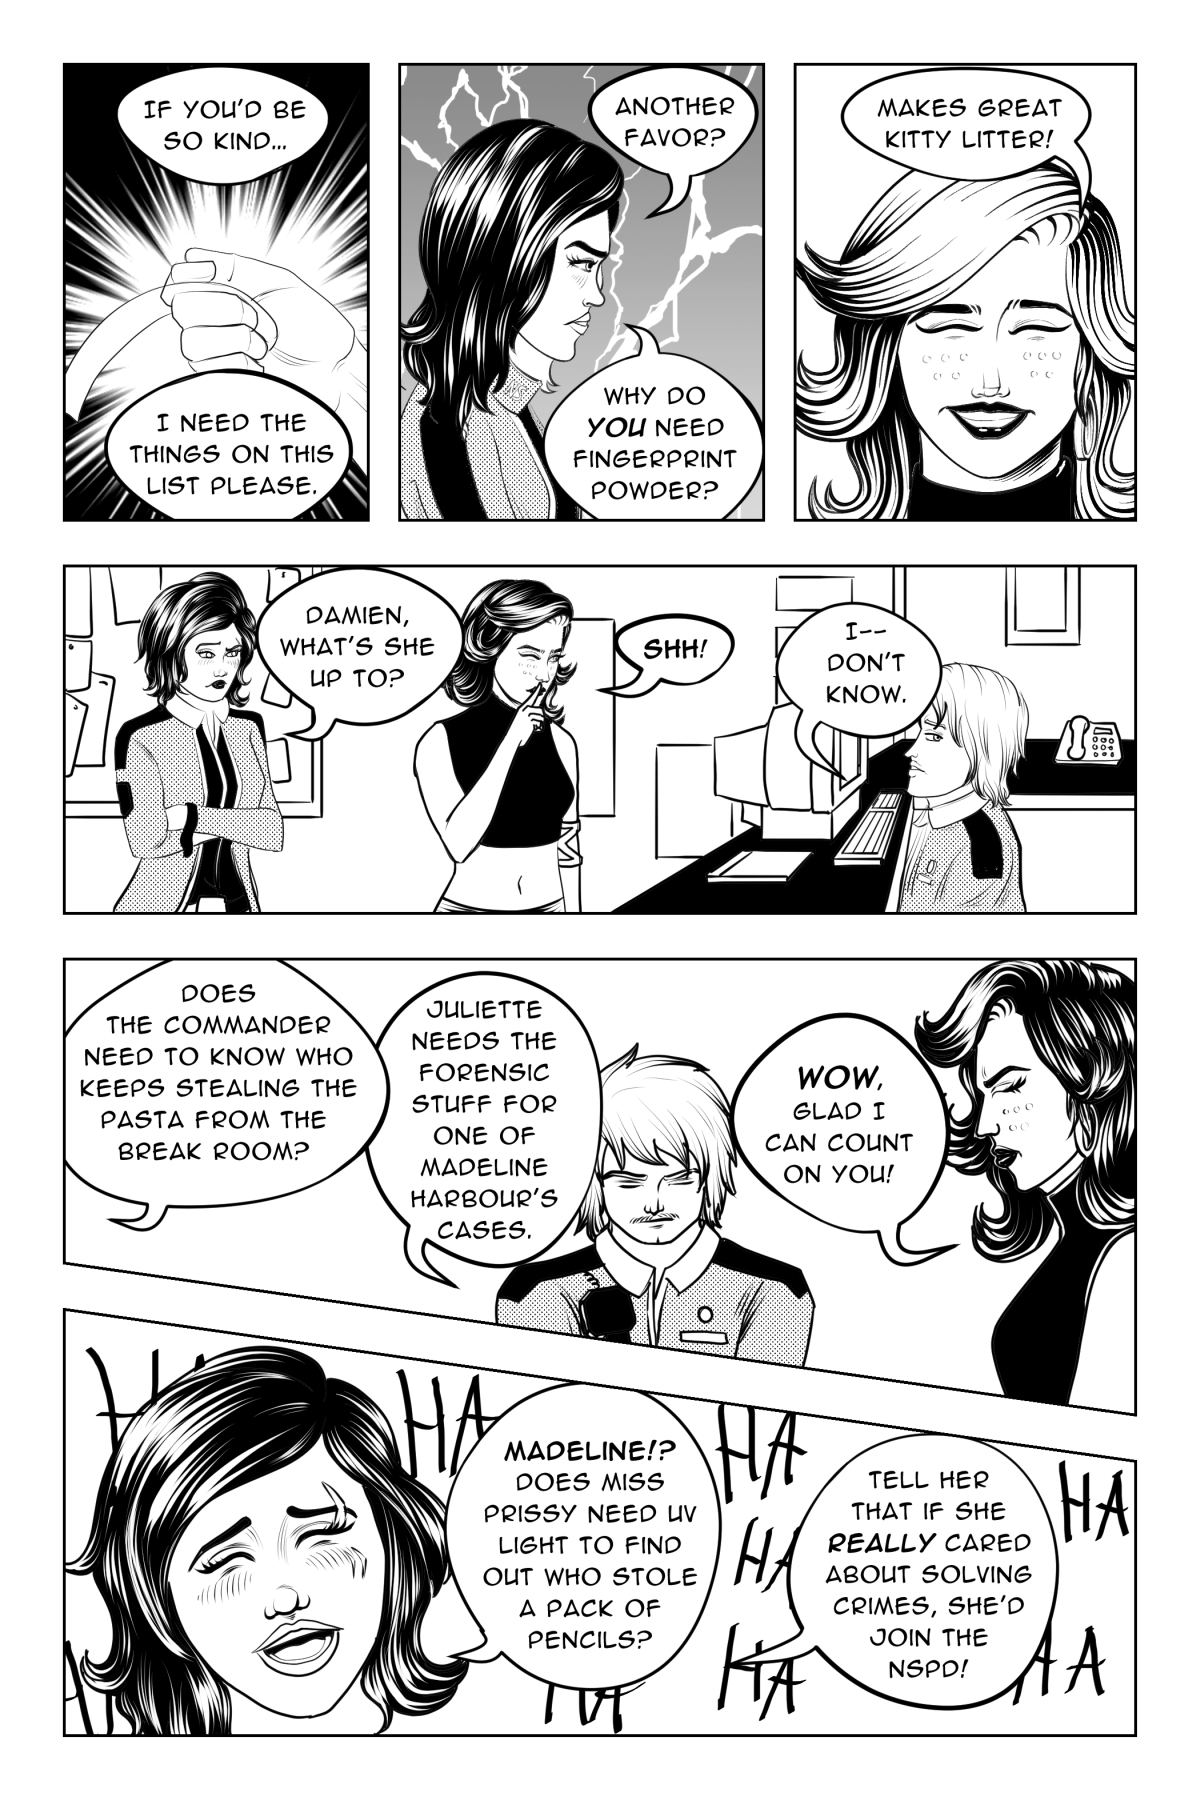 IF YOU'D BE
SO KIND...
I NEED THE
THINGS ON THIS
LIST PLEASE.
ANOTHER
FAVOR?
WHY DO
YOU NEED
FINGERPRINT
POWDER?
MAKES GREAT
KITTY LITTER!
DAMIEN,
WHAT'S SHE
UP TO?
SHH!
I--
DON'T
KNOW.
DOES
THE COMMANDER
NEED TO KNOW WHO
KEEPS STEALING THE
PASTA FROM THE
BREAK ROOM?
JULIETTE
NEEDS THE
FORENSIC
STUFF FOR
ONE OF
MADELINE
HARBOUR'S
CASES.
WOW,
GLAD I
CAN COUNT
ON YOU!
HA
HA
HA
HA
MADELINE!?
DOES MISS
PRISSY NEED UV
LIGHT TO FIND
OUT WHO STOLE
A PACK OF
PENCILS?
TELL HER
THAT IF SHE
REALLY CARED
ABOUT SOLVING
CRIMES, SHE'D
JOIN THE
NSPD!
HA
HA
HA
HA